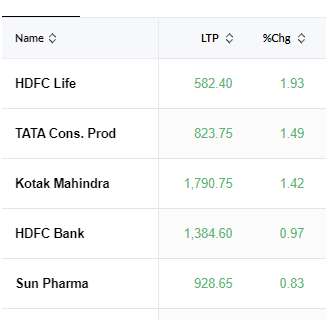 Name LTP %Chg
HDFC Life 582.40 1.93
TATA Cons. Prod 823.75 1.49
Kotak Mahindra 1,790.75 1.42
HDFC Bank 1,384.60 0.97
Sun Pharma 928.65 0.83